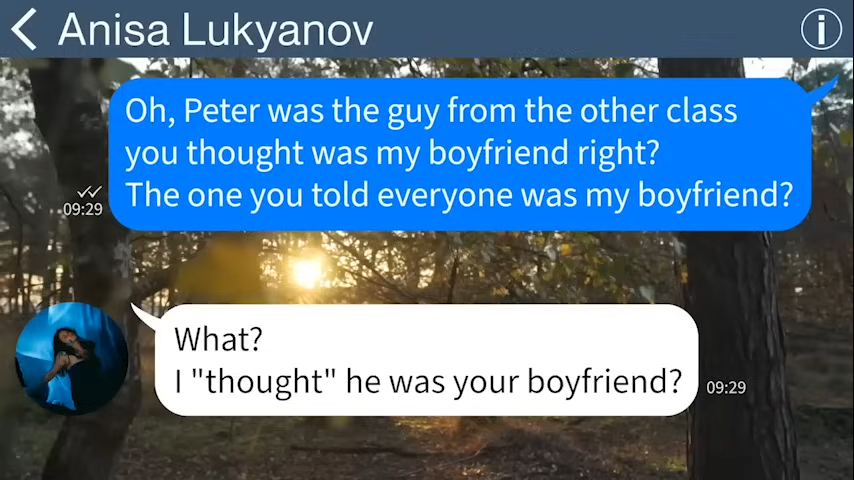 Anisa Lukyanov
Oh, Peter was the guy from the other class
you thought was my boyfriend right?
The one you told everyone was my boyfriend?
09:29
What?
I "thought" he was your boyfriend?
09:29